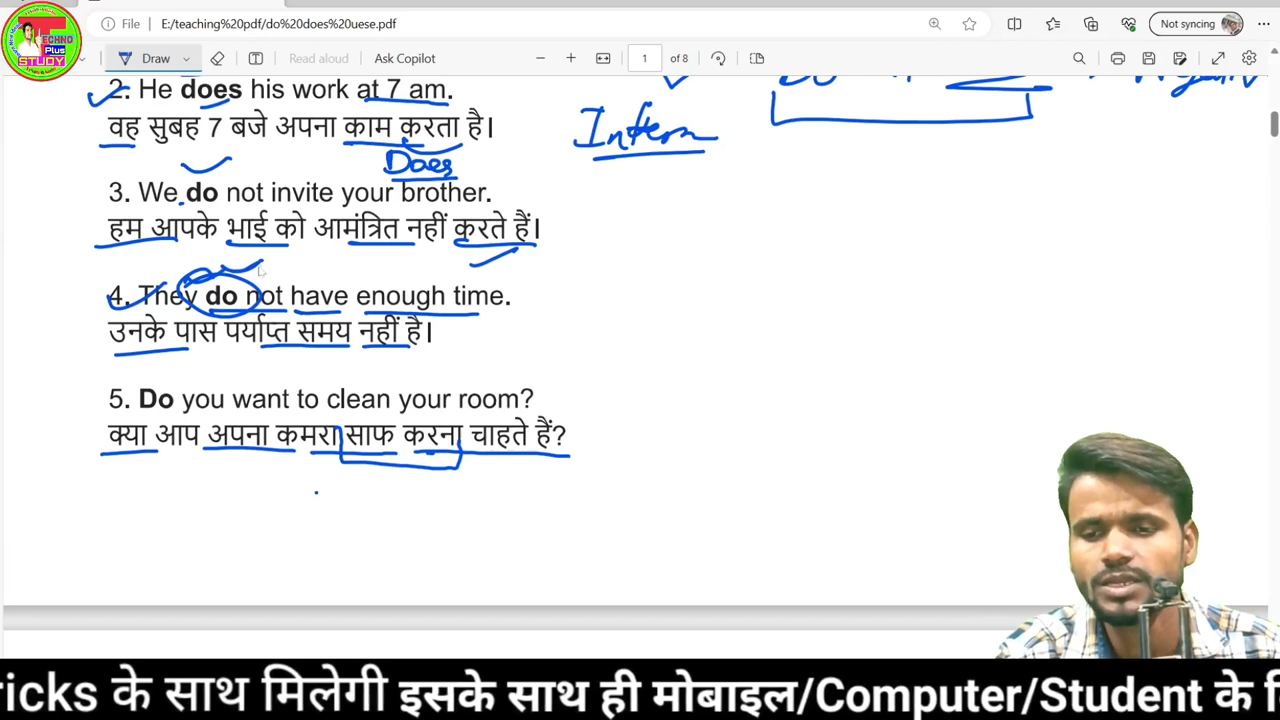 File | E:/teaching%20pdf/do%20does%20uese.pdf
Not syncing
TECHNO
Plus
STUDY
Draw
Read aloud
Ask Copilot
1 of 8
2. He does his work at 7 am.
वह सुबह 7 बजे अपना काम करता है।
Does
3. We do not invite your brother.
हम आपके भाई को आमंत्रित नहीं करते हैं।
4. They do not have enough time.
उनके पास पर्याप्त समय नहीं है।
5. Do you want to clean your room?
क्या आप अपना कमरा साफ करना चाहते हैं?
ricks के साथ मिलेगी इसके साथ ही मोबाइल/Computer/Student के